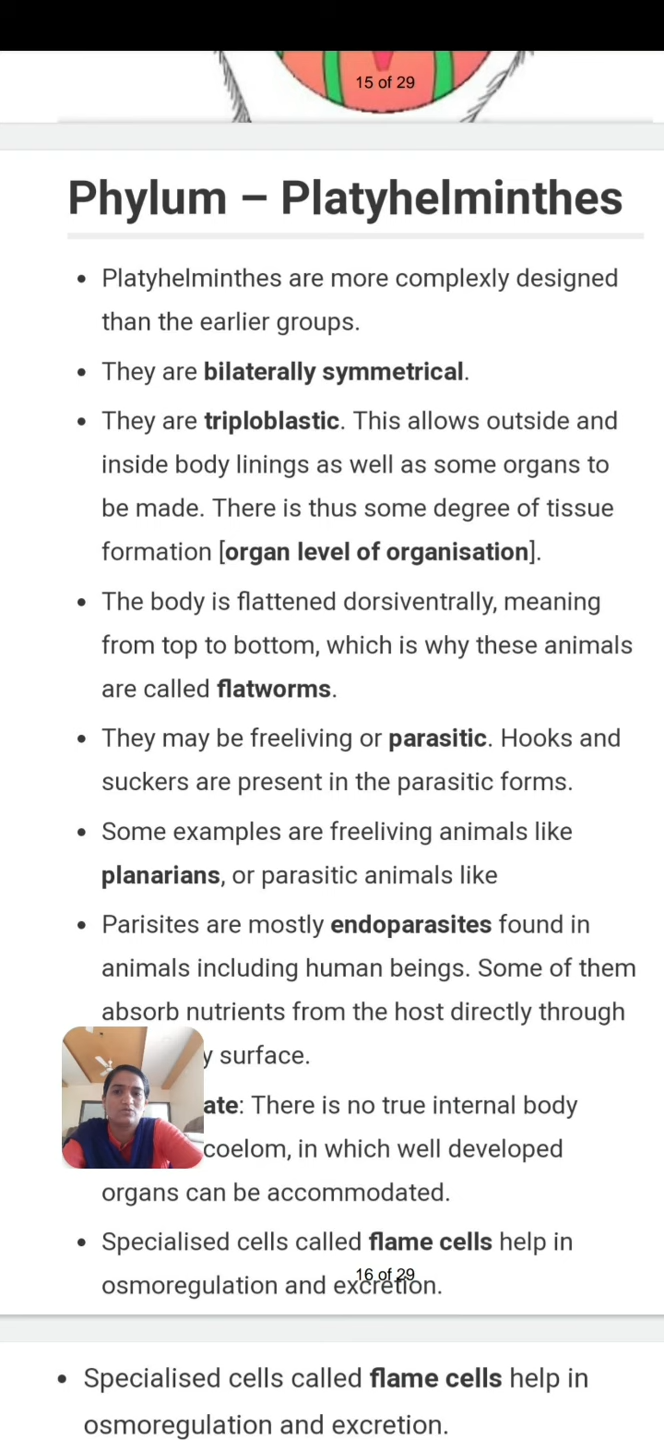 15 of 29
Phylum – Platyhelminthes
• Platyhelminthes are more complexly designed
than the earlier groups.
• They are bilaterally symmetrical.
• They are triploblastic. This allows outside and
inside body linings as well as some organs to
be made. There is thus some degree of tissue
formation [organ level of organisation].
• The body is flattened dorsiventrally, meaning
from top to bottom, which is why these animals
are called flatworms.
• They may be freeliving or parasitic. Hooks and
suckers are present in the parasitic forms.
• Some examples are freeliving animals like
planarians, or parasitic animals like
• Parisites are mostly endoparasites found in
animals including human beings. Some of them
absorb nutrients from the host directly through
y surface.
ate: There is no true internal body
coelom, in which well developed
organs can be accommodated.
• Specialised cells called flame cells help in
osmoregulation and excretion.
16 of 29
• Specialised cells called flame cells help in
osmoregulation and excretion.